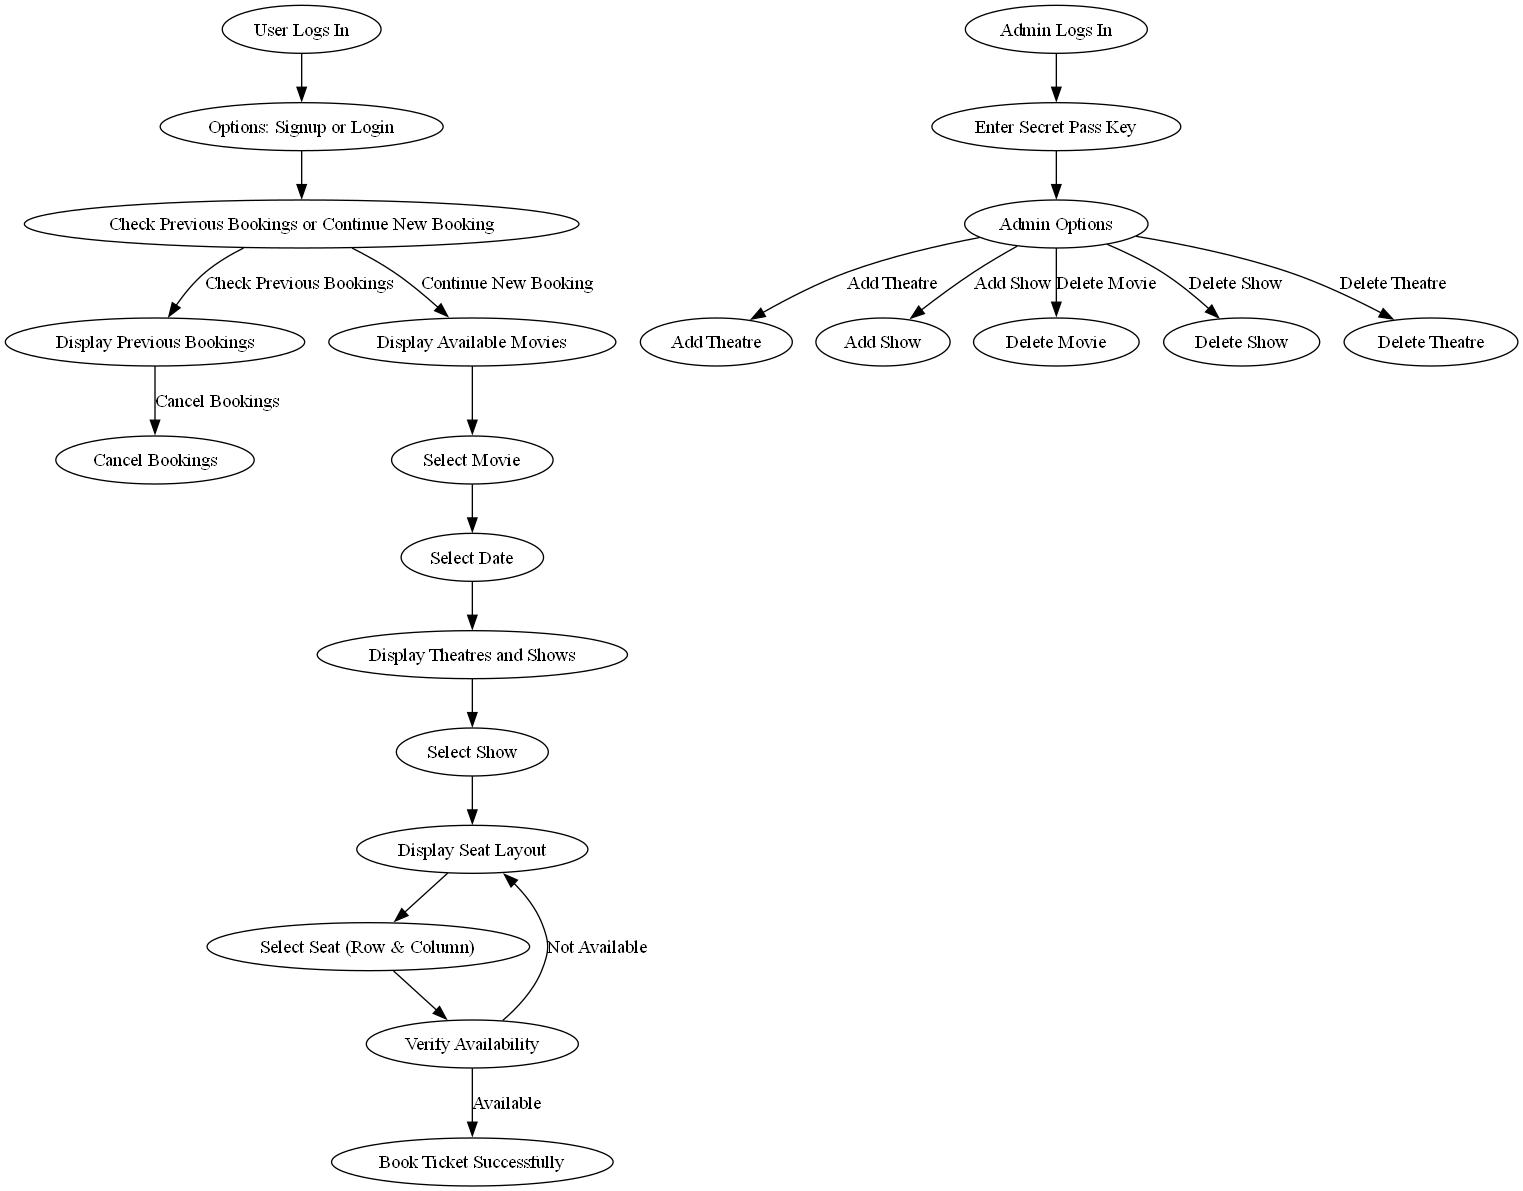 User Logs In
Options: Signup or Login
Check Previous Bookings or Continue New Booking
Check Previous Bookings
Continue New Booking
Display Previous Bookings
Display Available Movies
Cancel Bookings
Cancel Bookings
Select Movie
Select Date
Display Theatres and Shows
Select Show
Display Seat Layout
Select Seat (Row & Column)
Not Available
Verify Availability
Available
Book Ticket Successfully
Admin Logs In
Enter Secret Pass Key
Admin Options
Add Theatre
Add Show
Delete Movie
Delete Show
Delete Theatre
Add Theatre
Add Show
Delete Movie
Delete Show
Delete Theatre